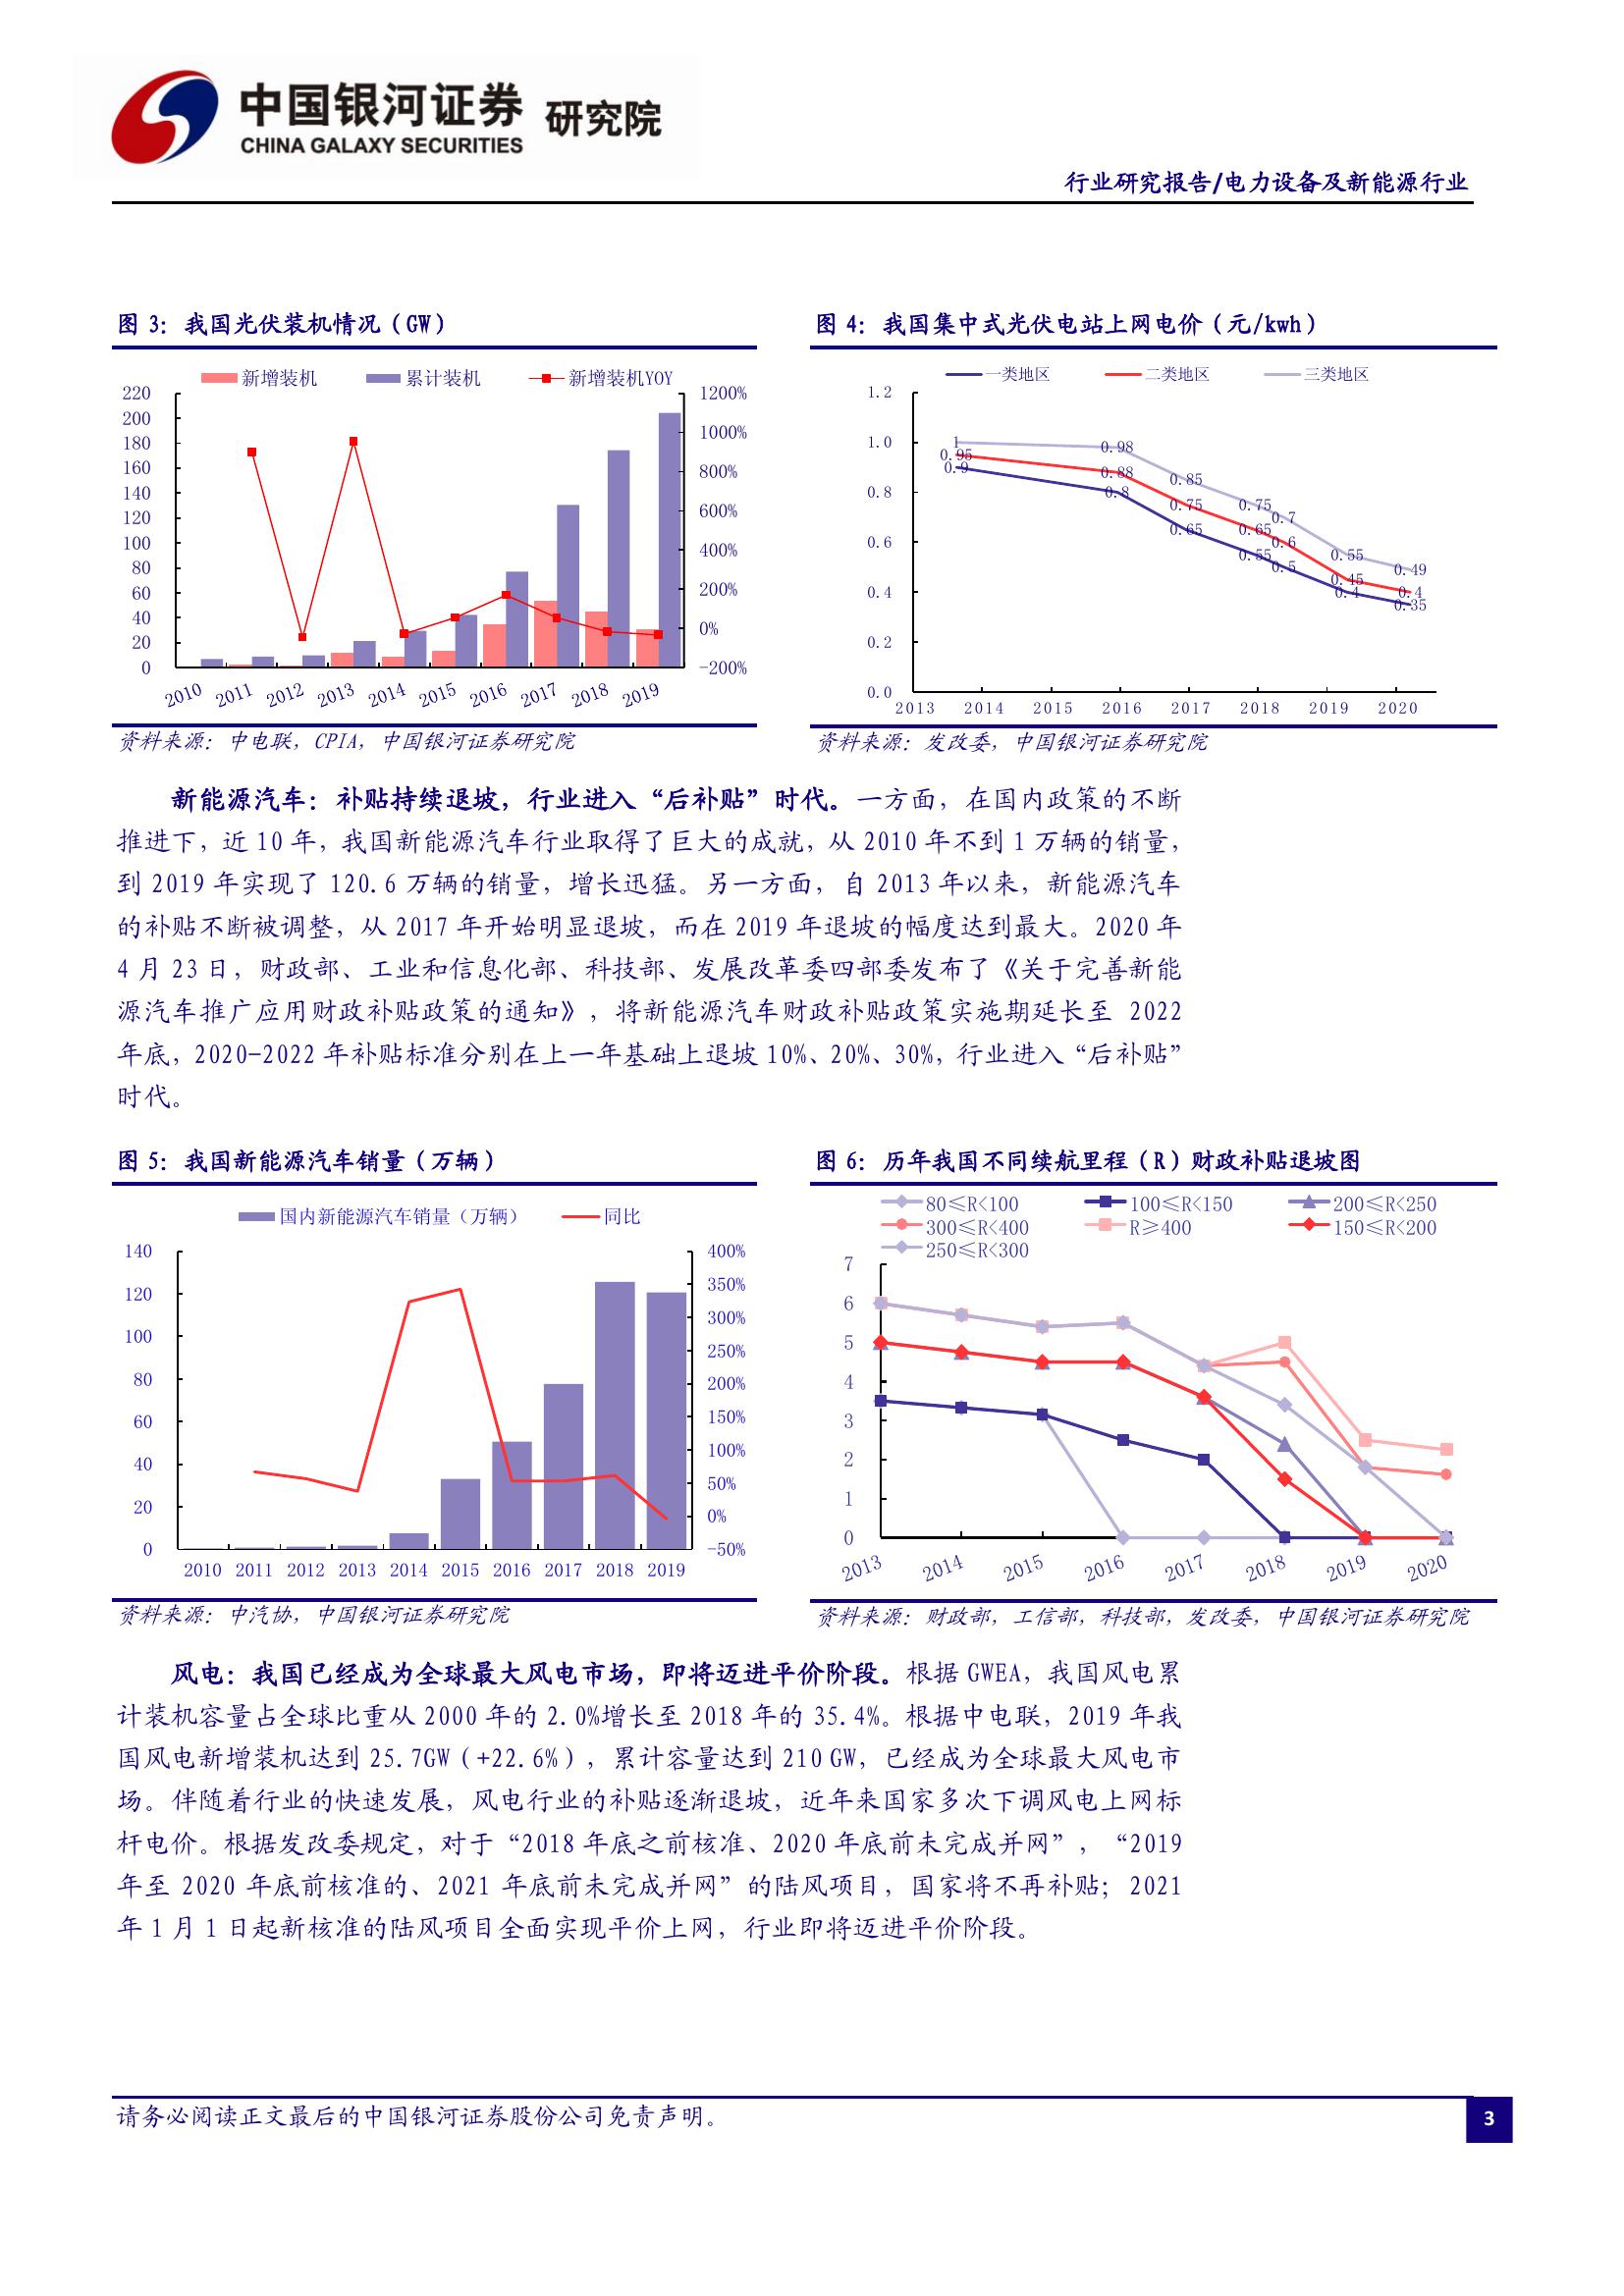 中国银河证券 研究院
CHINA GALAXY SECURITIES
行业研究报告/电力设备及新能源行业
图 3：我国光伏装机情况（GW）
新增装机 累计装机 新增装机YOY
220
200
180
160
140
120
100
80
60
40
20
0
1200%
1000%
800%
600%
400%
200%
0%
-200%
2010 2011 2012 2013 2014 2015 2016 2017 2018 2019
资料来源：中电联，CPIA，中国银河证券研究院
图 4：我国集中式光伏电站上网电价（元/kwh）
一类地区 二类地区 三类地区
1.2
1.0
0.8
0.6
0.4
0.2
0.0
1 0.98 0.85 0.75 0.7 0.55 0.49
0.95 0.88 0.75 0.65 0.6 0.45 0.4
0.9 0.8 0.65 0.55 0.5 0.4 0.35
2013 2014 2015 2016 2017 2018 2019 2020
资料来源：发改委，中国银河证券研究院
新能源汽车：补贴持续退坡，行业进入“后补贴”时代。一方面，在国内政策的不断
推进下，近 10 年，我国新能源汽车行业取得了巨大的成就，从 2010 年不到 1 万辆的销量，
到 2019 年实现了 120.6 万辆的销量，增长迅猛。另一方面，自 2013 年以来，新能源汽车
的补贴不断被调整，从 2017 年开始明显退坡，而在 2019 年退坡的幅度达到最大。2020 年
4 月 23 日，财政部、工业和信息化部、科技部、发展改革委四部委发布了《关于完善新能
源汽车推广应用财政补贴政策的通知》，将新能源汽车财政补贴政策实施期延长至 2022
年底，2020-2022 年补贴标准分别在上一年基础上退坡 10%、20%、30%，行业进入“后补贴”
时代。
图 5：我国新能源汽车销量（万辆）
国内新能源汽车销量（万辆） 同比
140
120
100
80
60
40
20
0
400%
350%
300%
250%
200%
150%
100%
50%
0%
-50%
2010 2011 2012 2013 2014 2015 2016 2017 2018 2019
资料来源：中汽协，中国银河证券研究院
图 6：历年我国不同续航里程（R）财政补贴退坡图
80≤R<100 100≤R<150 200≤R<250
300≤R<400 R≥400 150≤R<200
250≤R<300
7
6
5
4
3
2
1
0
2013 2014 2015 2016 2017 2018 2019 2020
资料来源：财政部，工信部，科技部，发改委，中国银河证券研究院
风电：我国已经成为全球最大风电市场，即将迈进平价阶段。根据 GWEA，我国风电累
计装机容量占全球比重从 2000 年的 2.0%增长至 2018 年的 35.4%。根据中电联，2019 年我
国风电新增装机达到 25.7GW（+22.6%），累计容量达到 210 GW，已经成为全球最大风电市
场。伴随着行业的快速发展，风电行业的补贴逐渐退坡，近年来国家多次下调风电上网标
杆电价。根据发改委规定，对于“2018 年底之前核准、2020 年底前未完成并网”，“2019
年至 2020 年底前核准的、2021 年底前未完成并网”的陆风项目，国家将不再补贴；2021
年 1 月 1 日起新核准的陆风项目全面实现平价上网，行业即将迈进平价阶段。
请务必阅读正文最后的中国银河证券股份公司免责声明。
3